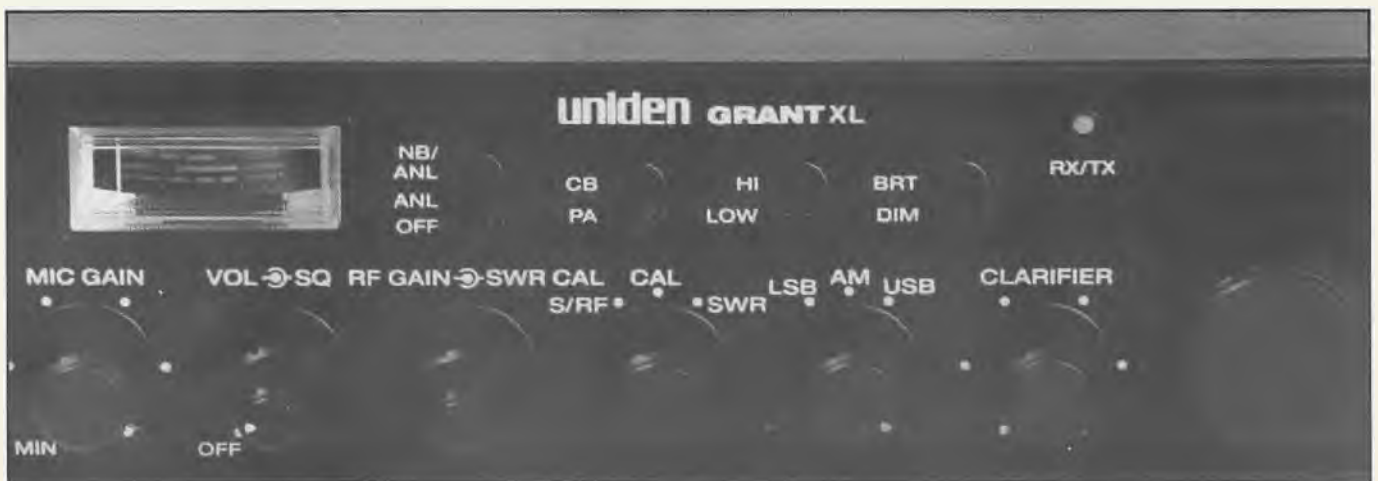 uniden GRANT XL
NB/
ANL
ANL
OFF
CB
PA
HI
LOW
BRT
DIM
RX/TX
MIC GAIN
VOL SQ
RF GAIN SWR CAL
S/RF
CAL
SWR
LSB
AM
USB
CLARIFIER
MIN
OFF